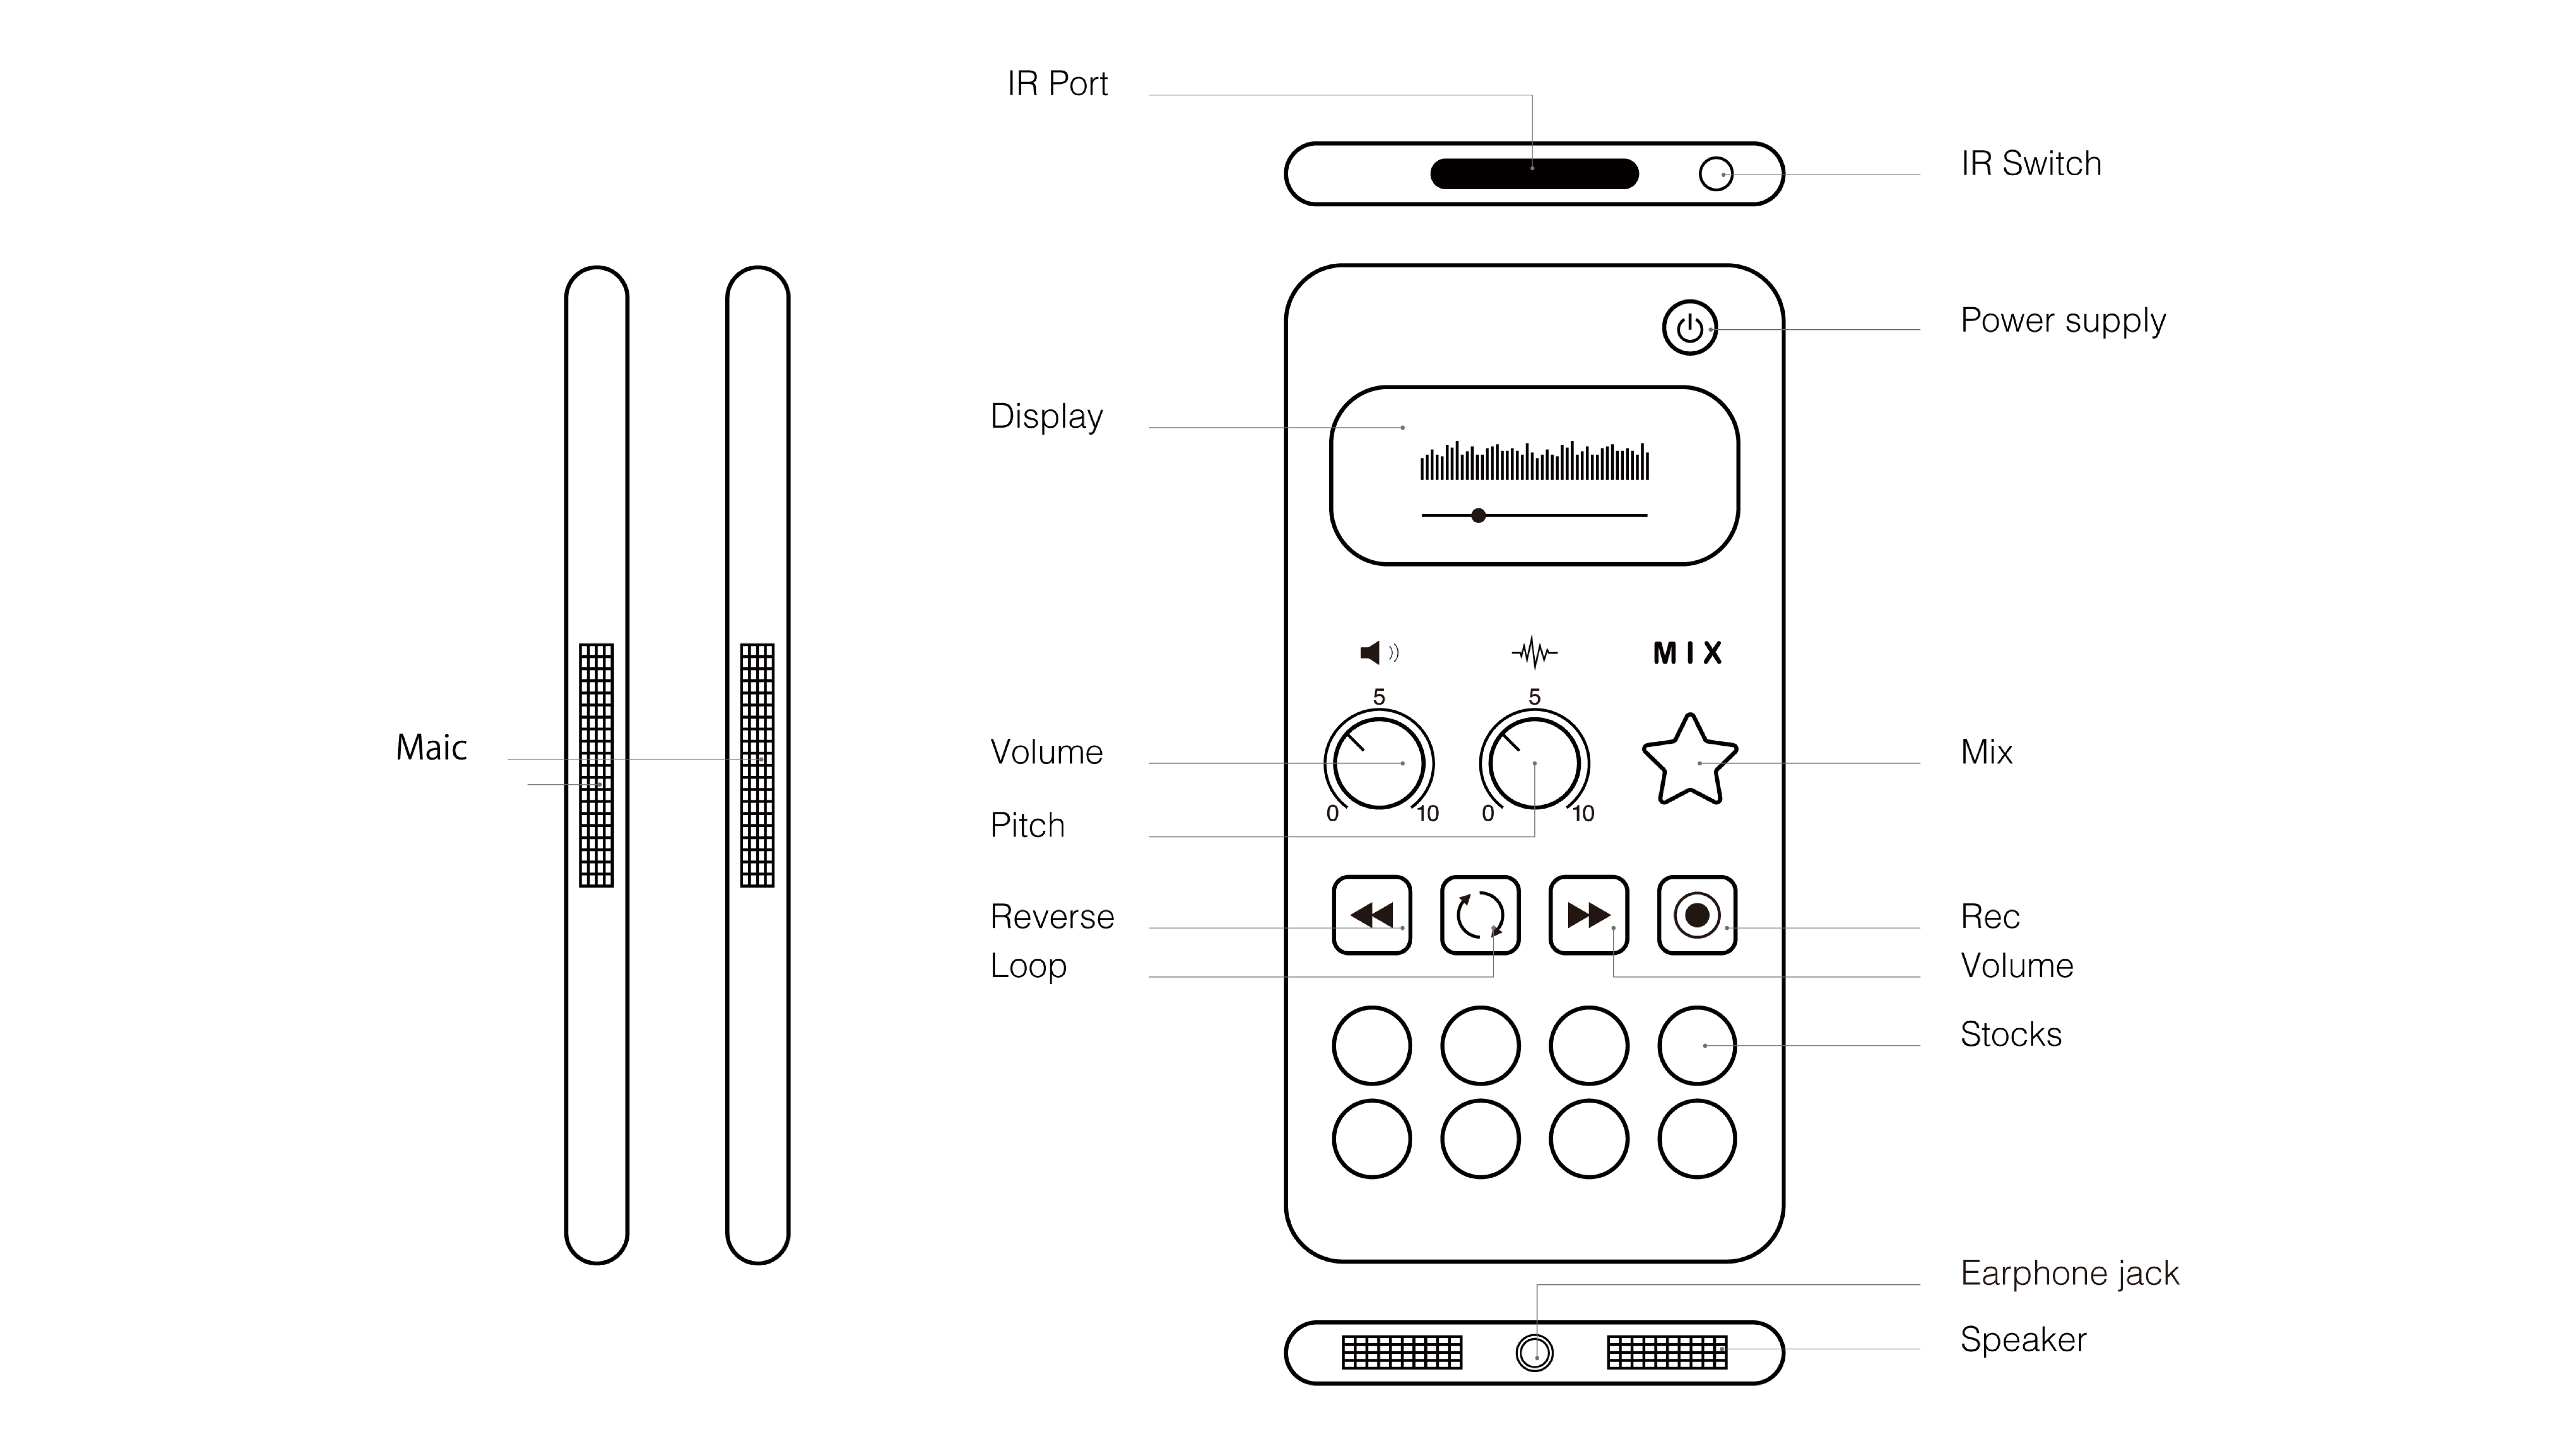 IR Port
IR Switch
Power supply
Display
MIX
5
5
Volume
Mix
Maic
0
10
0
10
Pitch
Reverse
Rec
Loop
Volume
Stocks
Earphone jack
Speaker